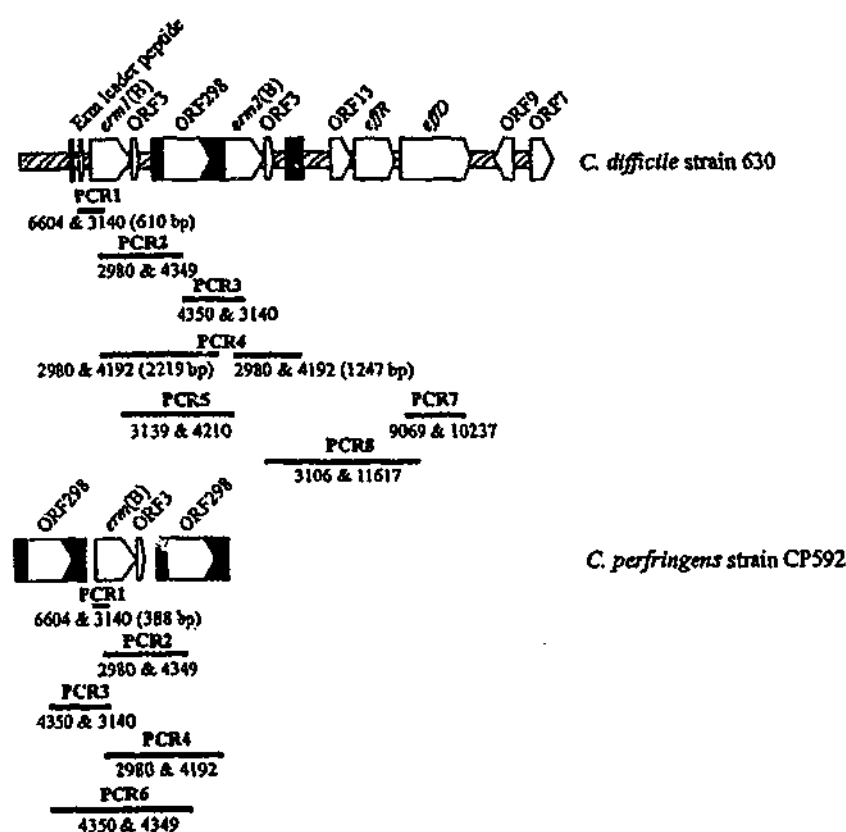 Erm leader peptide
erm1(B)
ORF3
ORF298
erm2(B)
ORF3
ORF13
effR
effD
ORF9
ORF7
C. difficile strain 630
PCR1
6604 & 3140 (610 bp)
PCR2
2980 & 4349
PCR3
4350 & 3140
PCR4
2980 & 4192 (2219 bp) 2980 & 4192 (1247 bp)
PCR5 PCR7
3139 & 4210 9069 & 10237
PCR8
3106 & 11617
ORF298
erm(B)
ORF3
ORF298
C. perfringens strain CP592
PCR1
6604 & 3140 (388 bp)
PCR2
2980 & 4349
PCR3
4350 & 3140
PCR4
2980 & 4192
PCR6
4350 & 4349